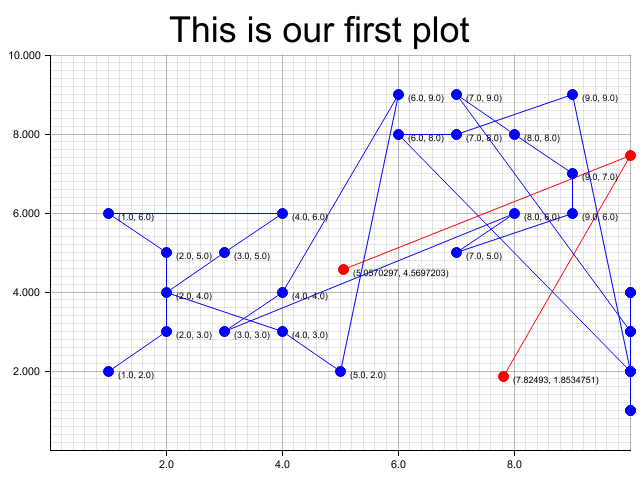 This is our first plot
10.000
(6.0, 9.0) (7.0, 9.0) (9.0, 9.0)
8.000 (6.0, 8.0) (7.0, 8.0) (8.0, 8.0)
(9.0, 7.0)
6.000 (1.0, 6.0) (4.0, 6.0) (8.0, 6.0) (9.0, 6.0)
(2.0, 5.0) (3.0, 5.0) (7.0, 5.0)
(5.0570297, 4.5697203)
4.000 (2.0, 4.0) (4.0, 4.0)
(2.0, 3.0) (3.0, 3.0) (4.0, 3.0)
2.000 (1.0, 2.0) (5.0, 2.0)
(7.82493, 1.8534751)
2.0 4.0 6.0 8.0